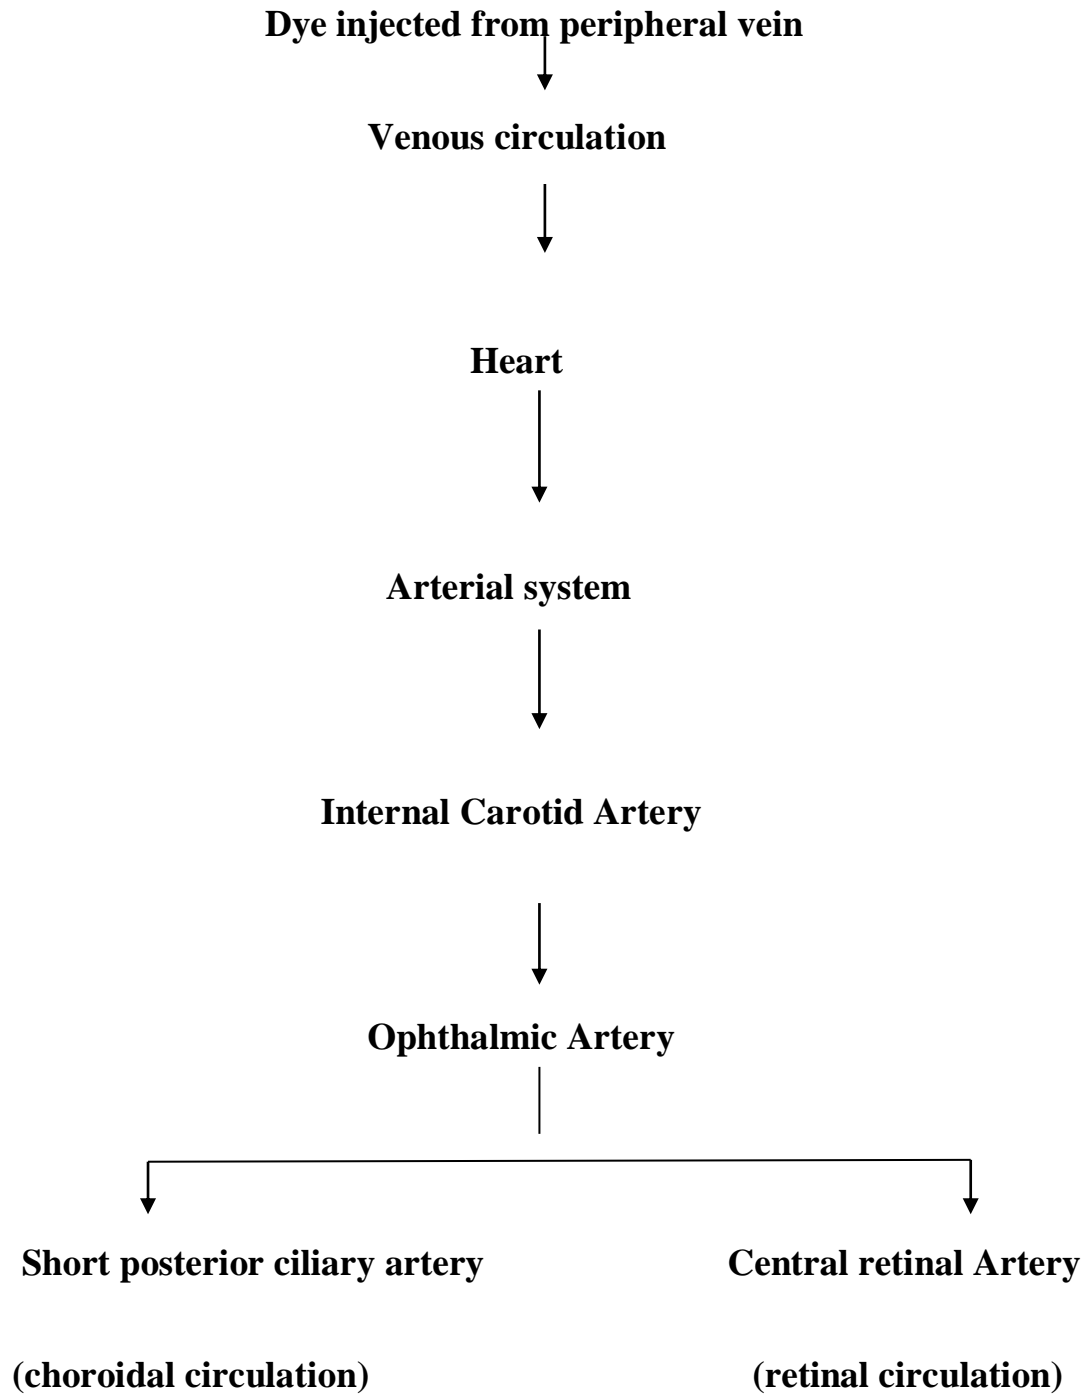 Dye injected from peripheral vein
Venous circulation
Heart
Arterial system
Internal Carotid Artery
Ophthalmic Artery
Short posterior ciliary artery
Central retinal Artery
(choroidal circulation)
(retinal circulation)